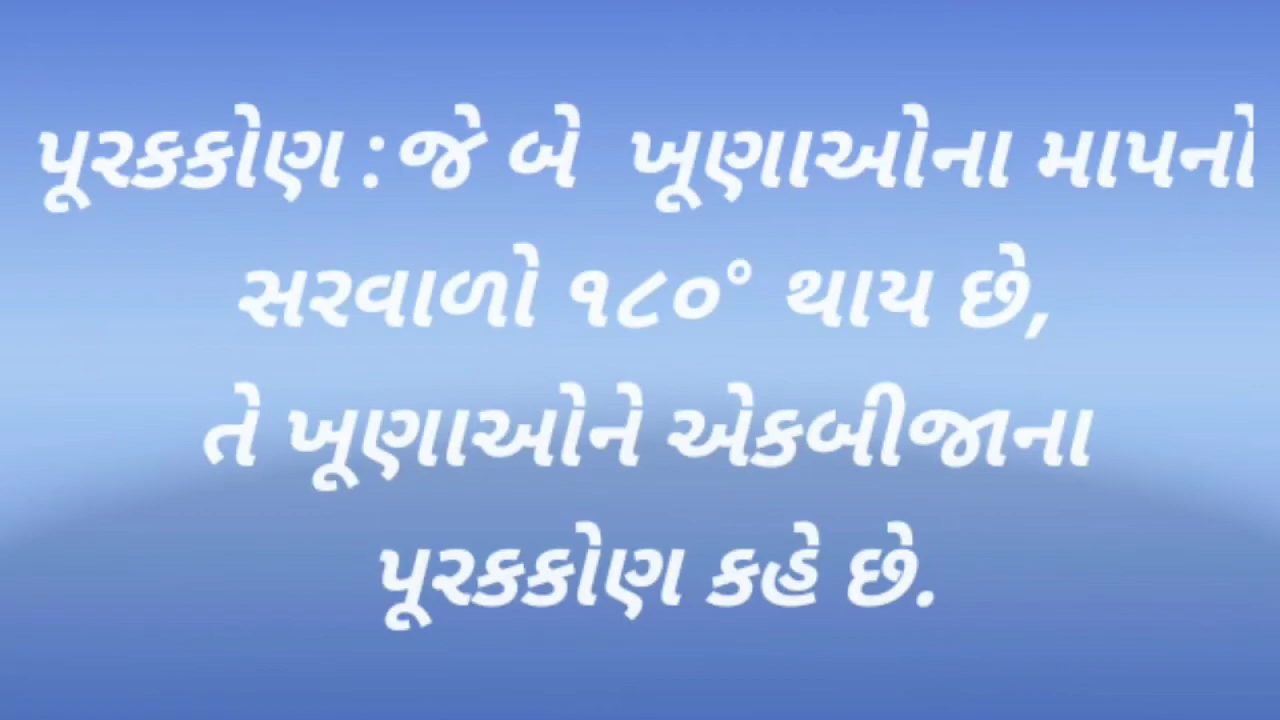 પૂરકકોણ :જે બે ખૂણાઓના માપનો
સરવાળો ૧૮૦° થાય છે,
તે ખૂણાઓને એકબીજાના
પૂરકકોણ કહે છે.